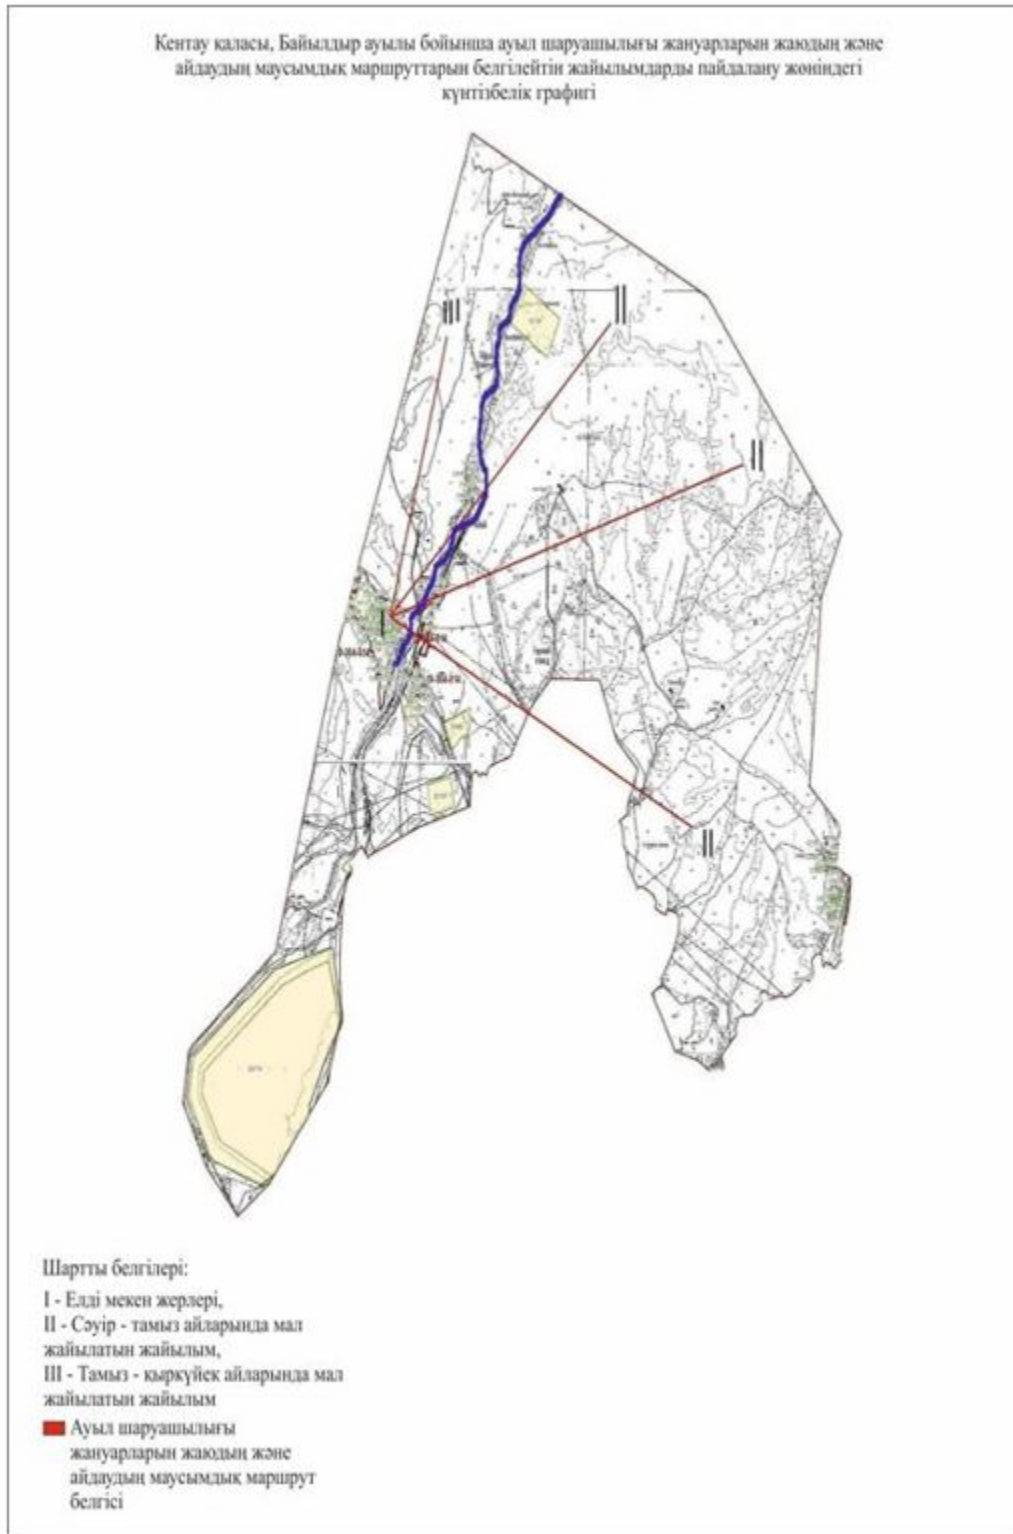 Кентау қаласы, Байылдыр ауылы бойынша ауыл шаруашылығы жануарларын жаюдың және
айдаудың маусымдық маршруттарын белгілейтін жайылымдарды пайдалану жөніндегі
күнтізбелік графигі
III
II
II
I
II
Шартты белгілері:
I - Елді мекен жерлері,
II - Сәуір - тамыз айларында мал
жайылатын жайылым,
III - Тамыз - қыркүйек айларында мал
жайылатын жайылым
Ауыл шаруашылығы
жануарларын жаюдың және
айдаудың маусымдық маршрут
белгісі